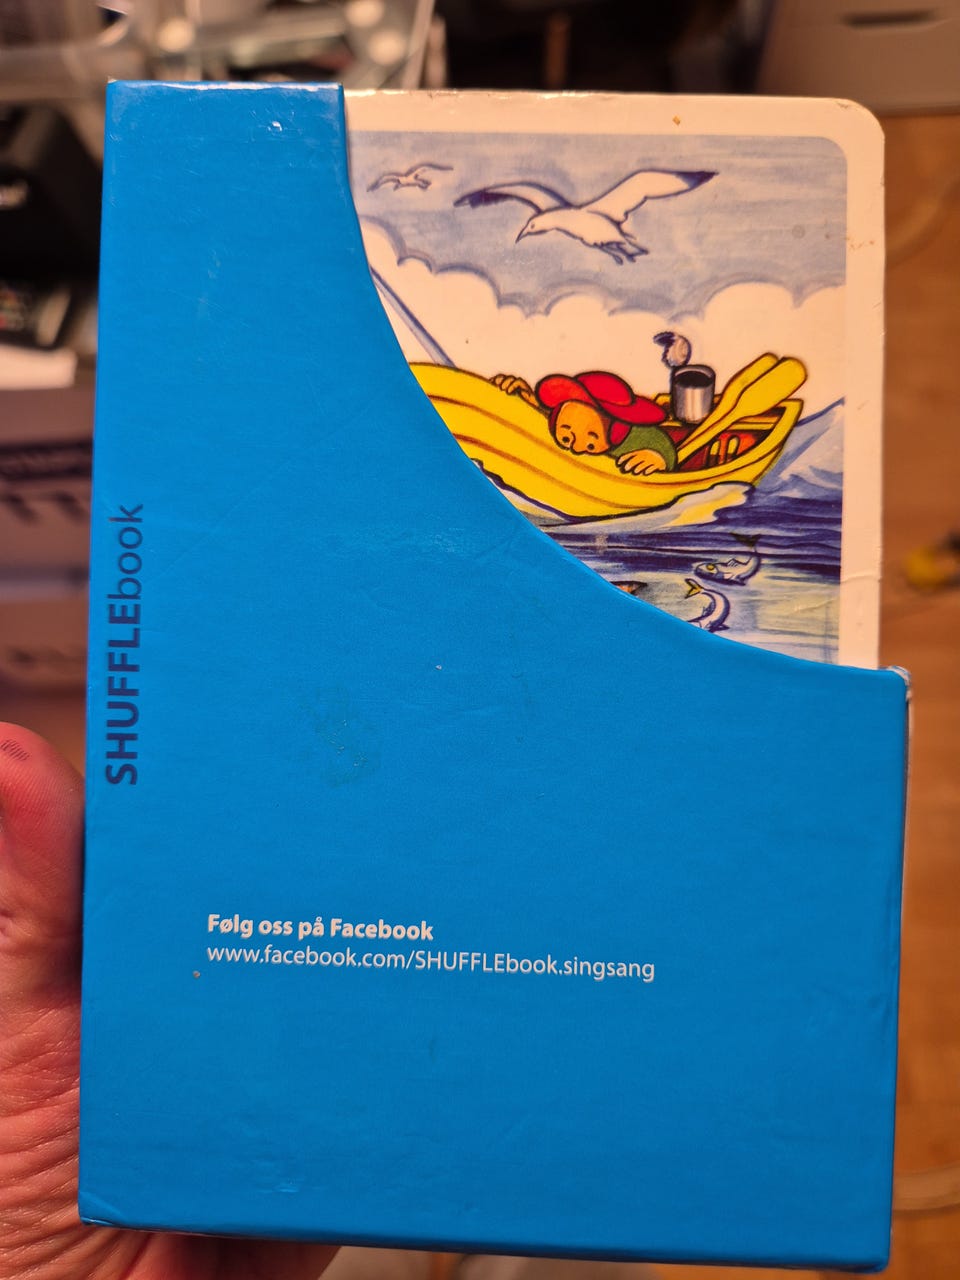 SHUFFLEbook
Følg oss på Facebook
www.facebook.com/SHUFFLEbook.singsang